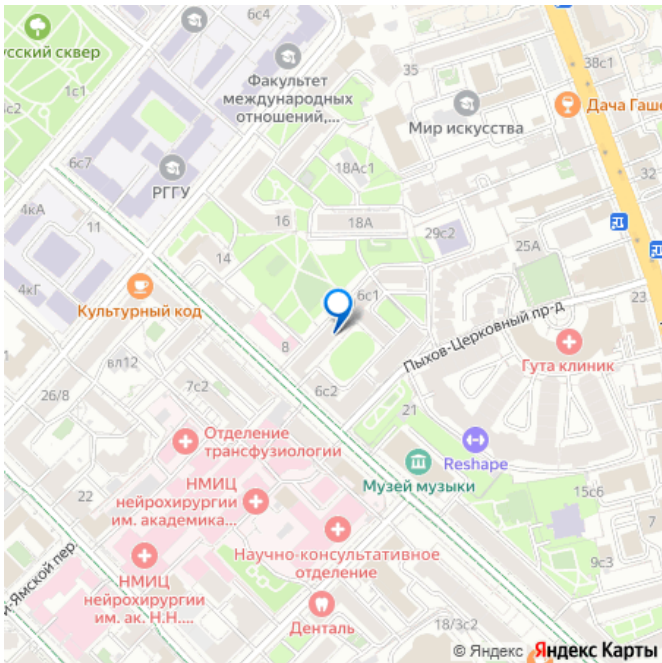 6с4
38с1
усский сквер
35
1с1
Факультет
международных
отношений,...
Дача Гаше
4с2
Мир искусства
6с7
РГГУ
18Ас1
32
4кА
16
18А
11
29с2
25А
14
4кГ
6с1
23
Культурный код
Пыхов-Церковный пр-д
8
Гута клиник
вл12
7с2
6с2
26/8
21
Отделение
трансфузиологии
Reshape
Музей музыки
НМИЦ
нейрохирургии
им. академика...
15с6
22
7
Научно-консультативное
отделение
й-Ямской пер.
9с3
НМИЦ
нейрохирургии
им. ак. Н.Н....
Денталь
18/3с2
© Яндекс Яндекс Карты